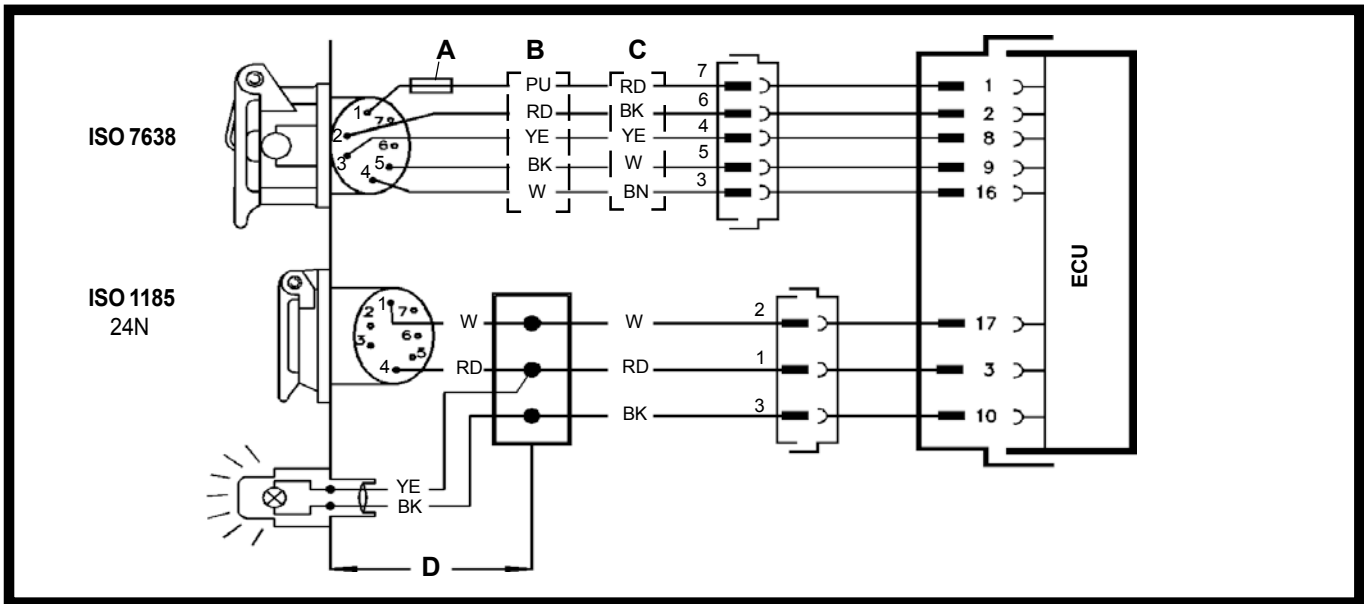 A B C
1 PU RD 7 1
7
2 RD BK 6 2
ISO 7638
3 YE YE 4 8
6
5 BK W 5 9
4 W BN 3 16
ECU
ISO 1185
24N
1 7
2 W W 2 17
6
3
5
4 RD RD 1 3
BK 3 10
YE
BK
D